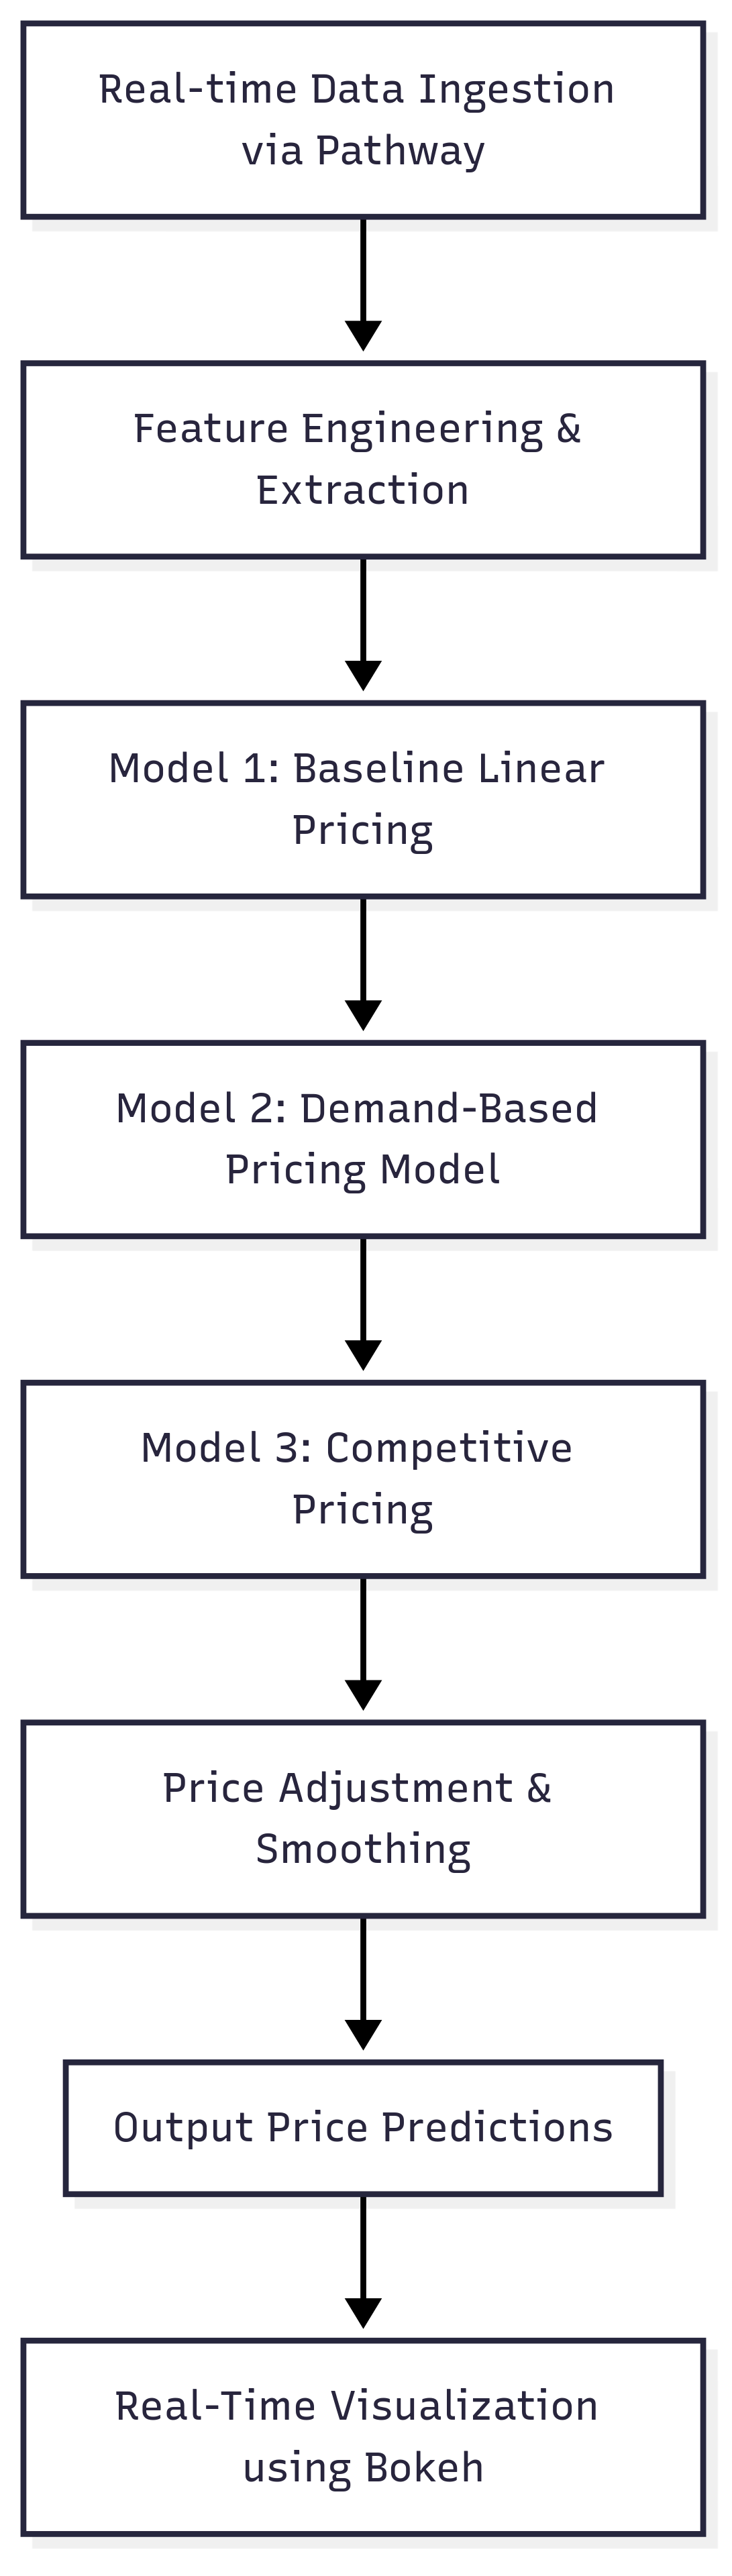 Real-time Data Ingestion
via Pathway
Feature Engineering &
Extraction
Model 1: Baseline Linear
Pricing
Model 2: Demand-Based
Pricing Model
Model 3: Competitive
Pricing
Price Adjustment &
Smoothing
Output Price Predictions
Real-Time Visualization
using Bokeh